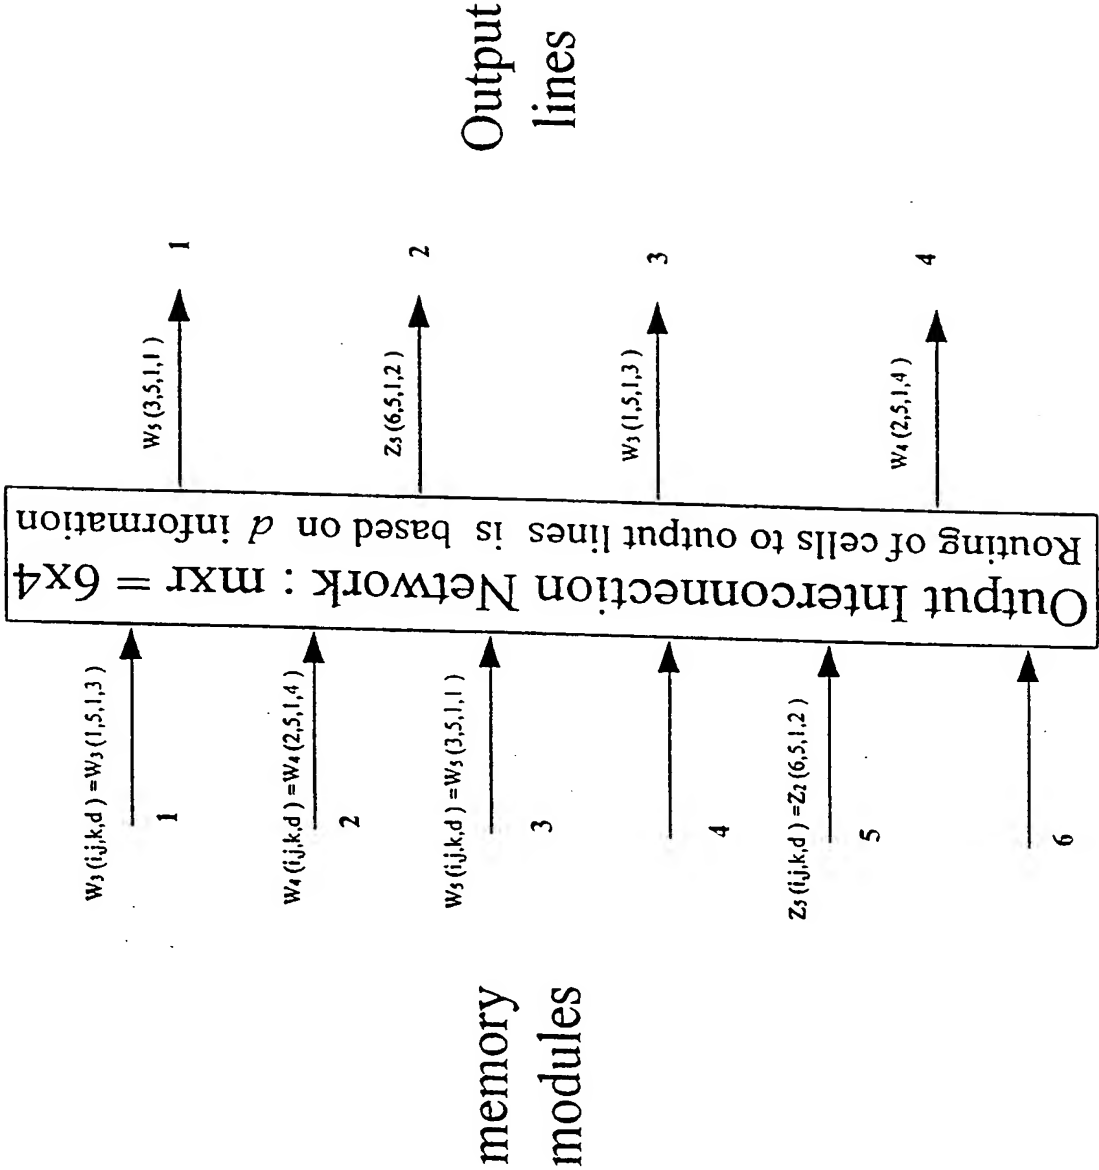 memory
modules
W3 (i,j,k,d ) =W3 (1,5,1,3 )
1
W4 (i,j,k,d ) =W4 (2,5,1,4 )
2
W5 (i,j,k,d ) =W5 (3,5,1,1 )
3
4
Z5 (i,j,k,d ) =Z2 (6,5,1,2 )
5
6
Output Interconnection Network : mxr = 6x4
Routing of cells to output lines is based on d information
W5 (3,5,1,1 )
1
Z5 (6,5,1,2 )
2
W3 (1,5,1,3 )
3
W4 (2,5,1,4 )
4
Output
lines